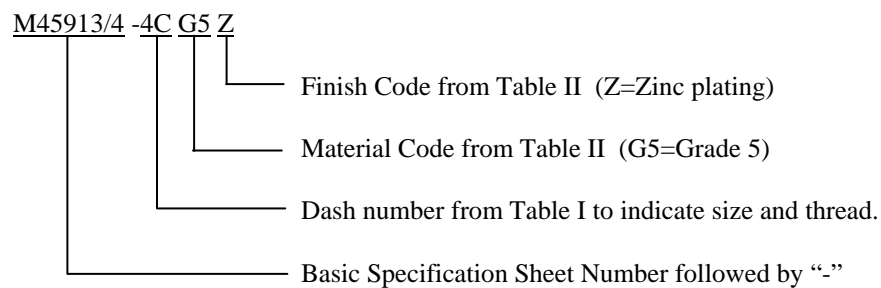 M45913/4 -4C G5 Z
Finish Code from Table II (Z=Zinc plating)
Material Code from Table II (G5=Grade 5)
Dash number from Table I to indicate size and thread.
Basic Specification Sheet Number followed by “-”